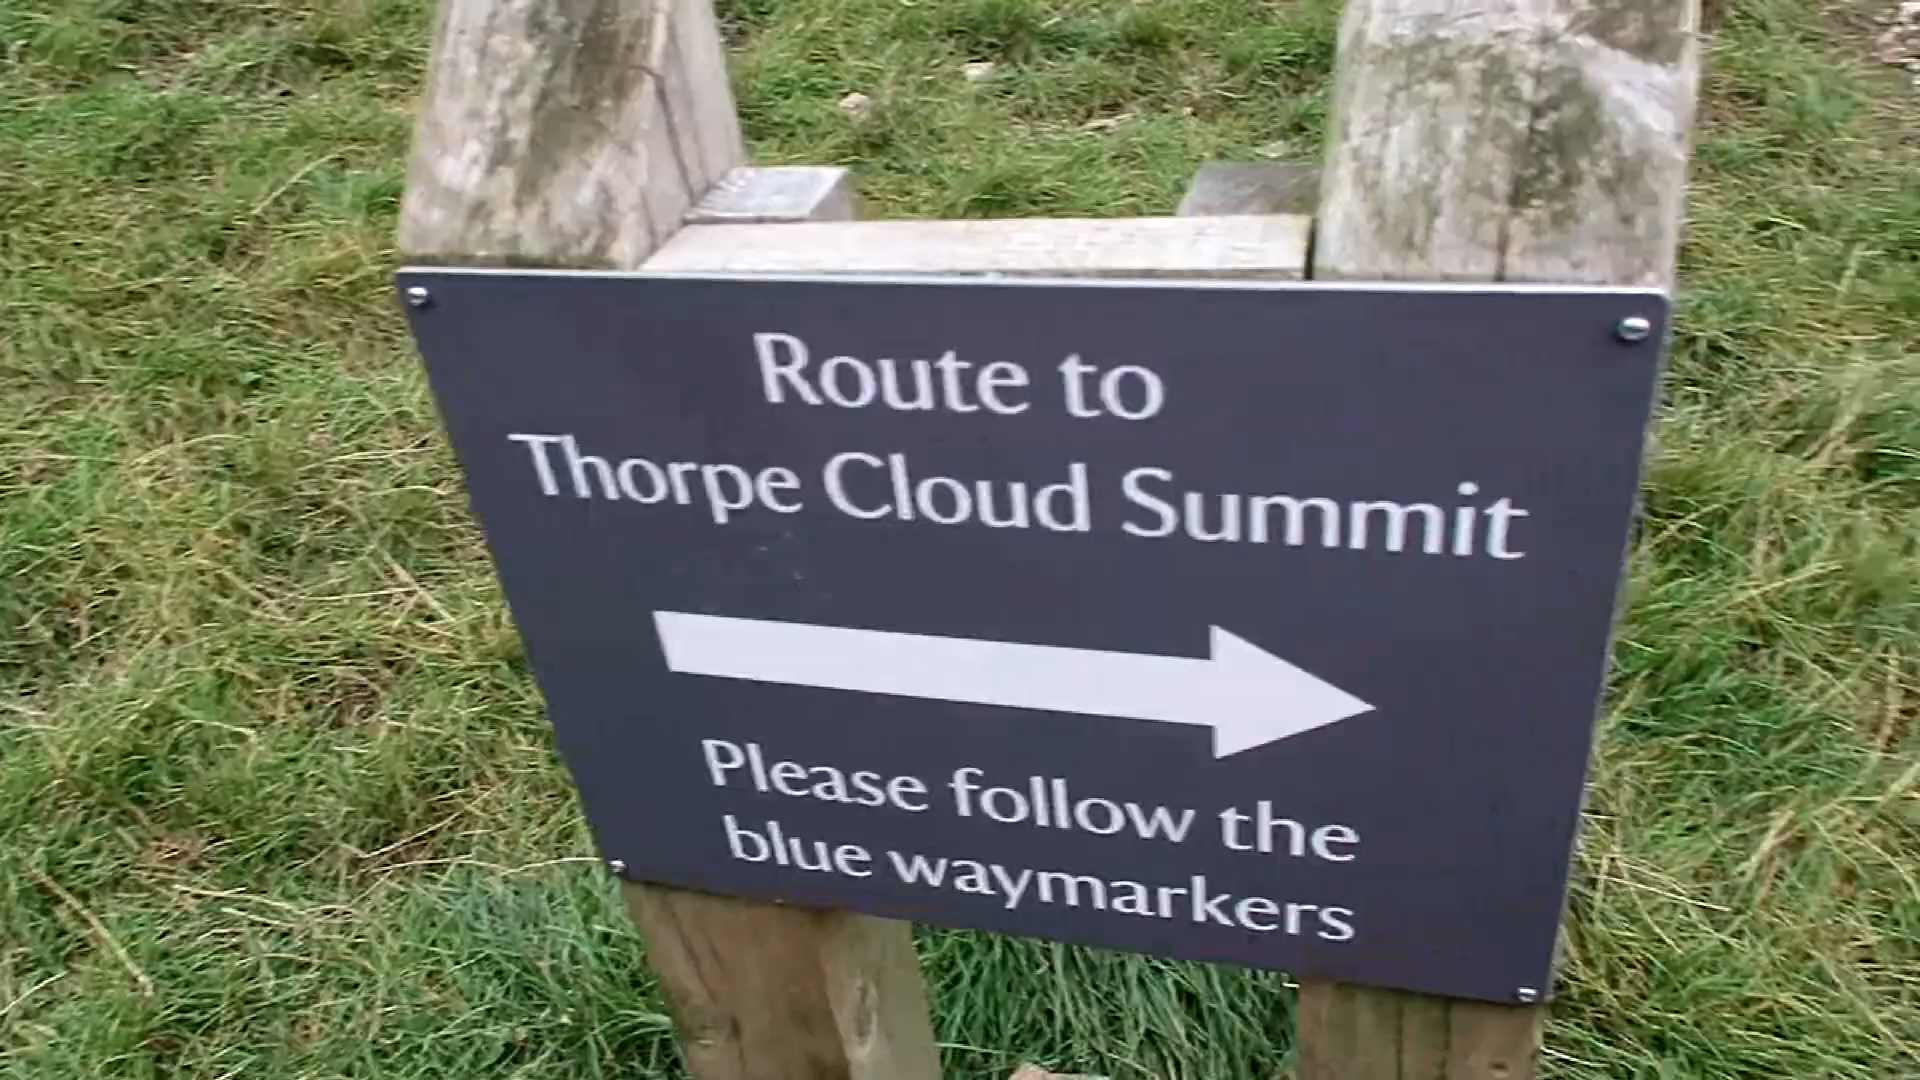 Route to
Thorpe Cloud Summit
Please follow the
blue waymarkers